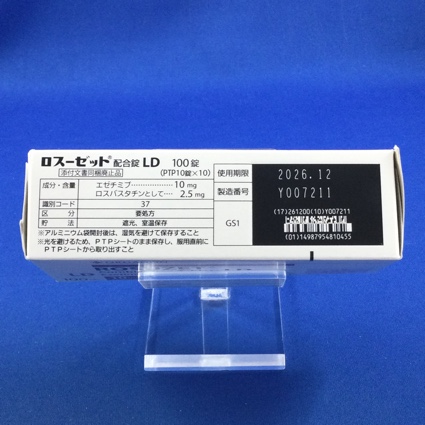 ロスーゼット® 配合錠 LD 100錠
添付文書同梱廃止品 (PTP10錠×10)
成分・含量 エゼチミブ 10 mg
ロスバスタチンとして 2.5 mg
識別コード 37
区分 要処方
貯法 遮光、室温保存
※アルミニウム袋開封後は、湿気を避けて保存すること
※光を避けるため、PTPシートのまま保存し、服用直前に
PTPシートから取り出すこと
使用期限 2026.12
製造番号 Y007211
GS1
(17)261200(10)Y007211
(01)14987954810455